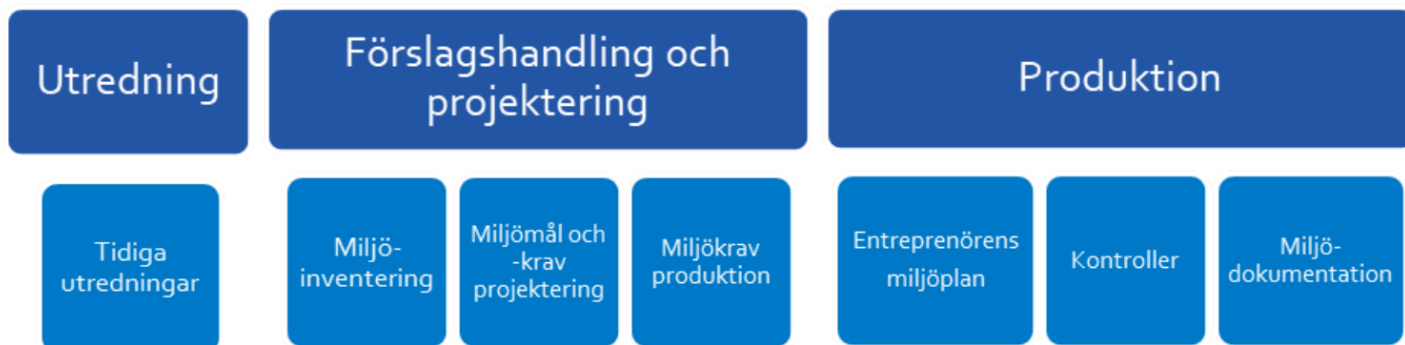 Utredning
Förslagshandling och
projektering
Produktion
Tidiga
utredningar
Miljö-
inventering
Miljömål och
-krav
projektering
Miljökrav
produktion
Entreprenörens
miljöplan
Kontroller
Miljö-
dokumentation